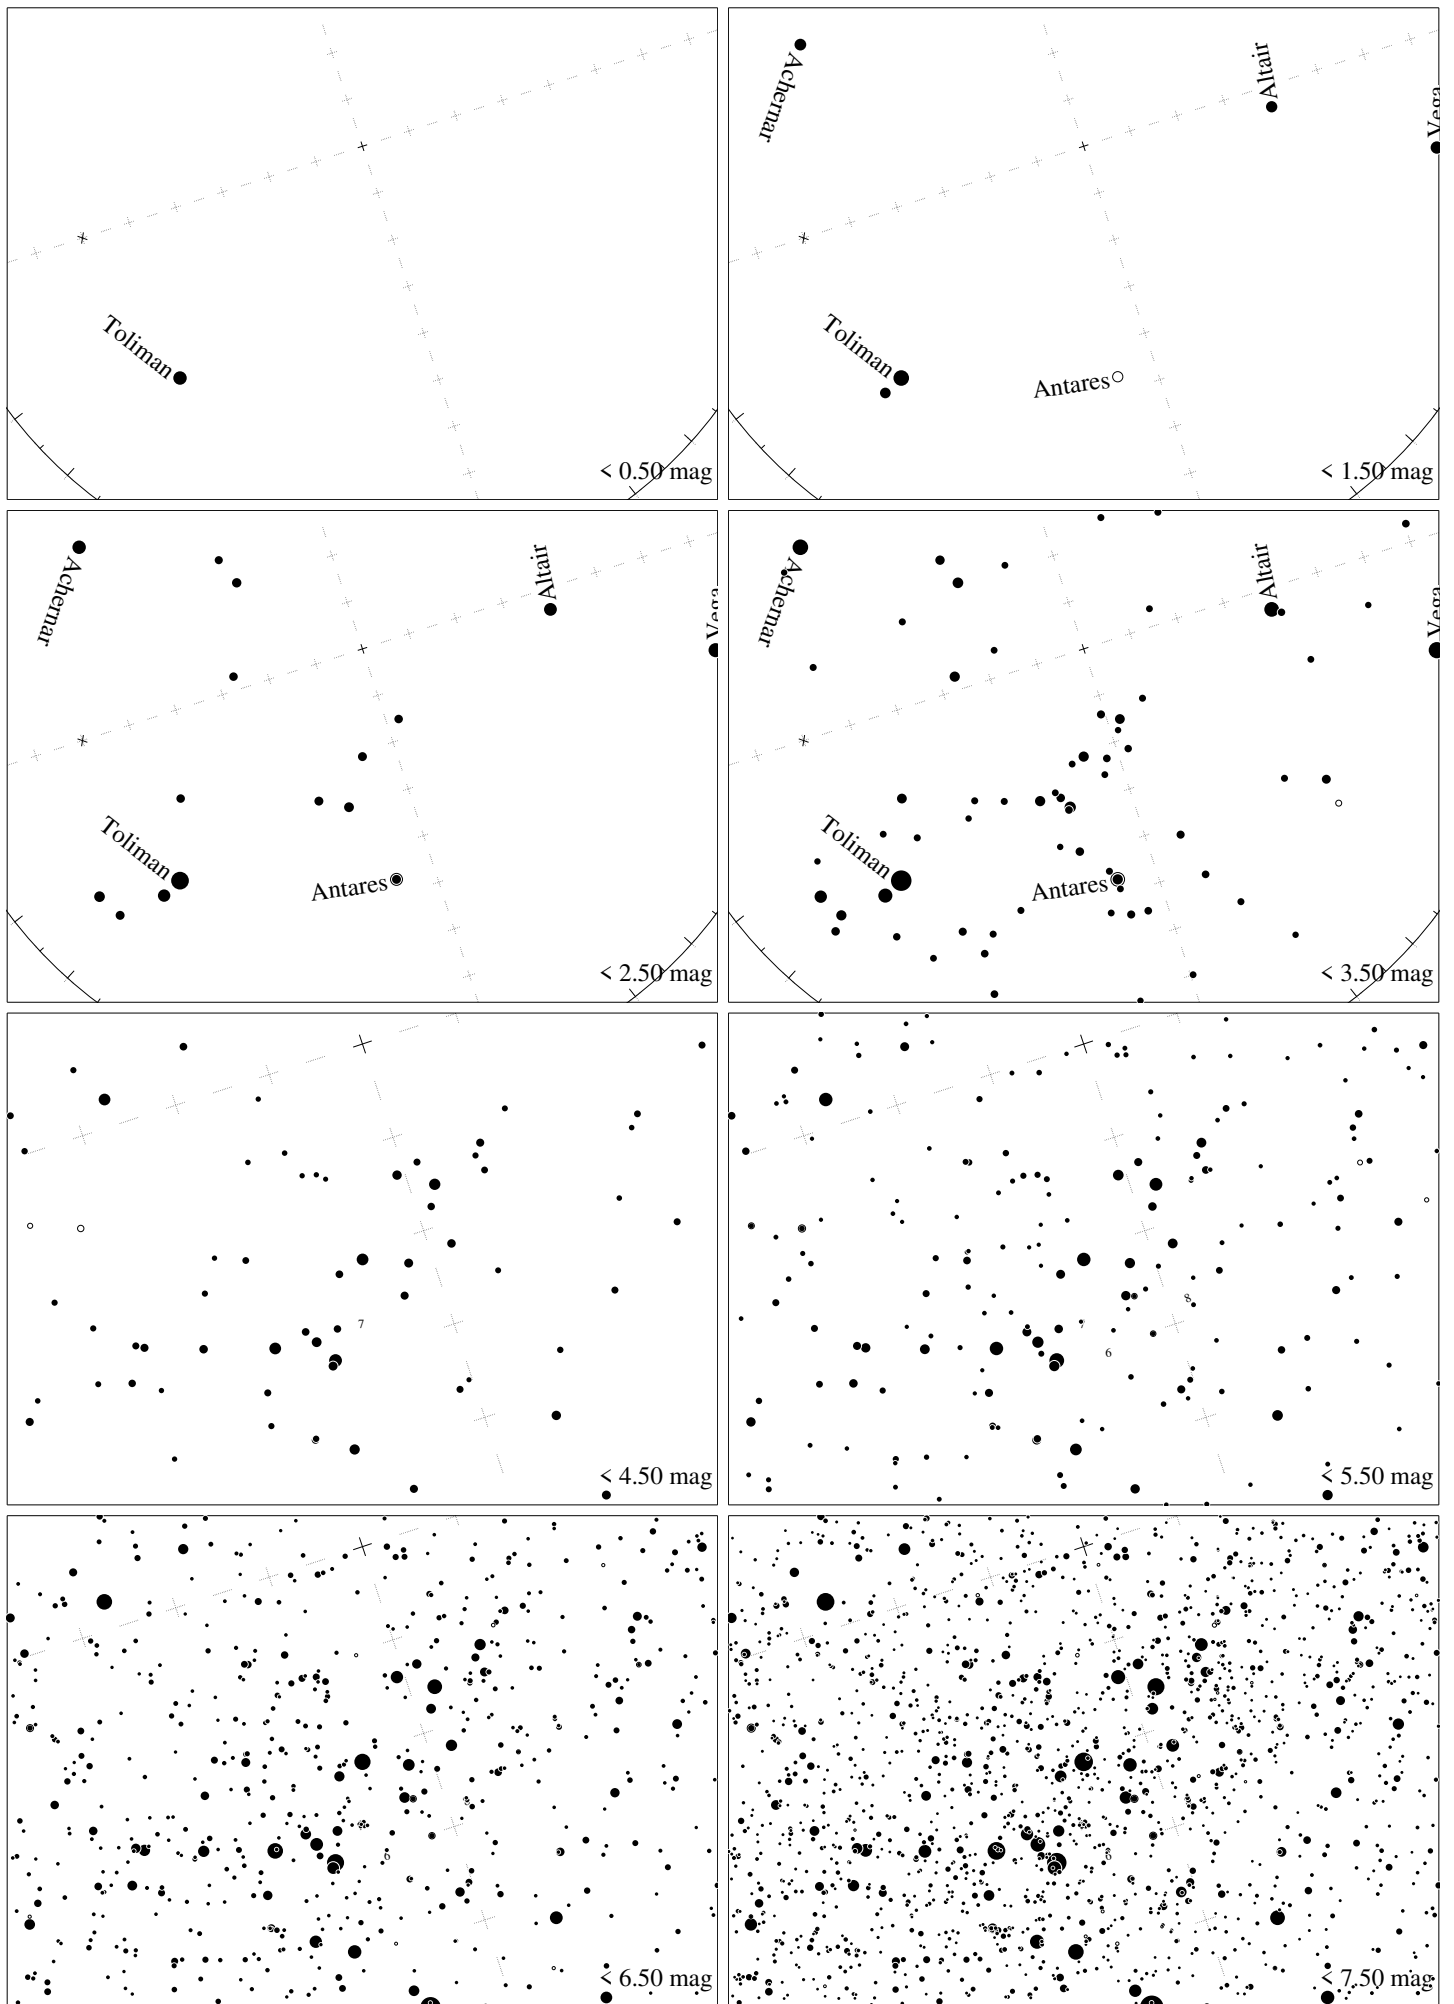 Toliman
< 0.50 mag
Achernar
Altair
Vega
Toliman
Antares
< 1.50 mag
Achernar
Altair
Vega
Toliman
Antares
< 2.50 mag
Achernar
Altair
Vega
Toliman
Antares
< 3.50 mag
7
< 4.50 mag
8
7
6
< 5.50 mag
6
< 6.50 mag
< 7.50 mag